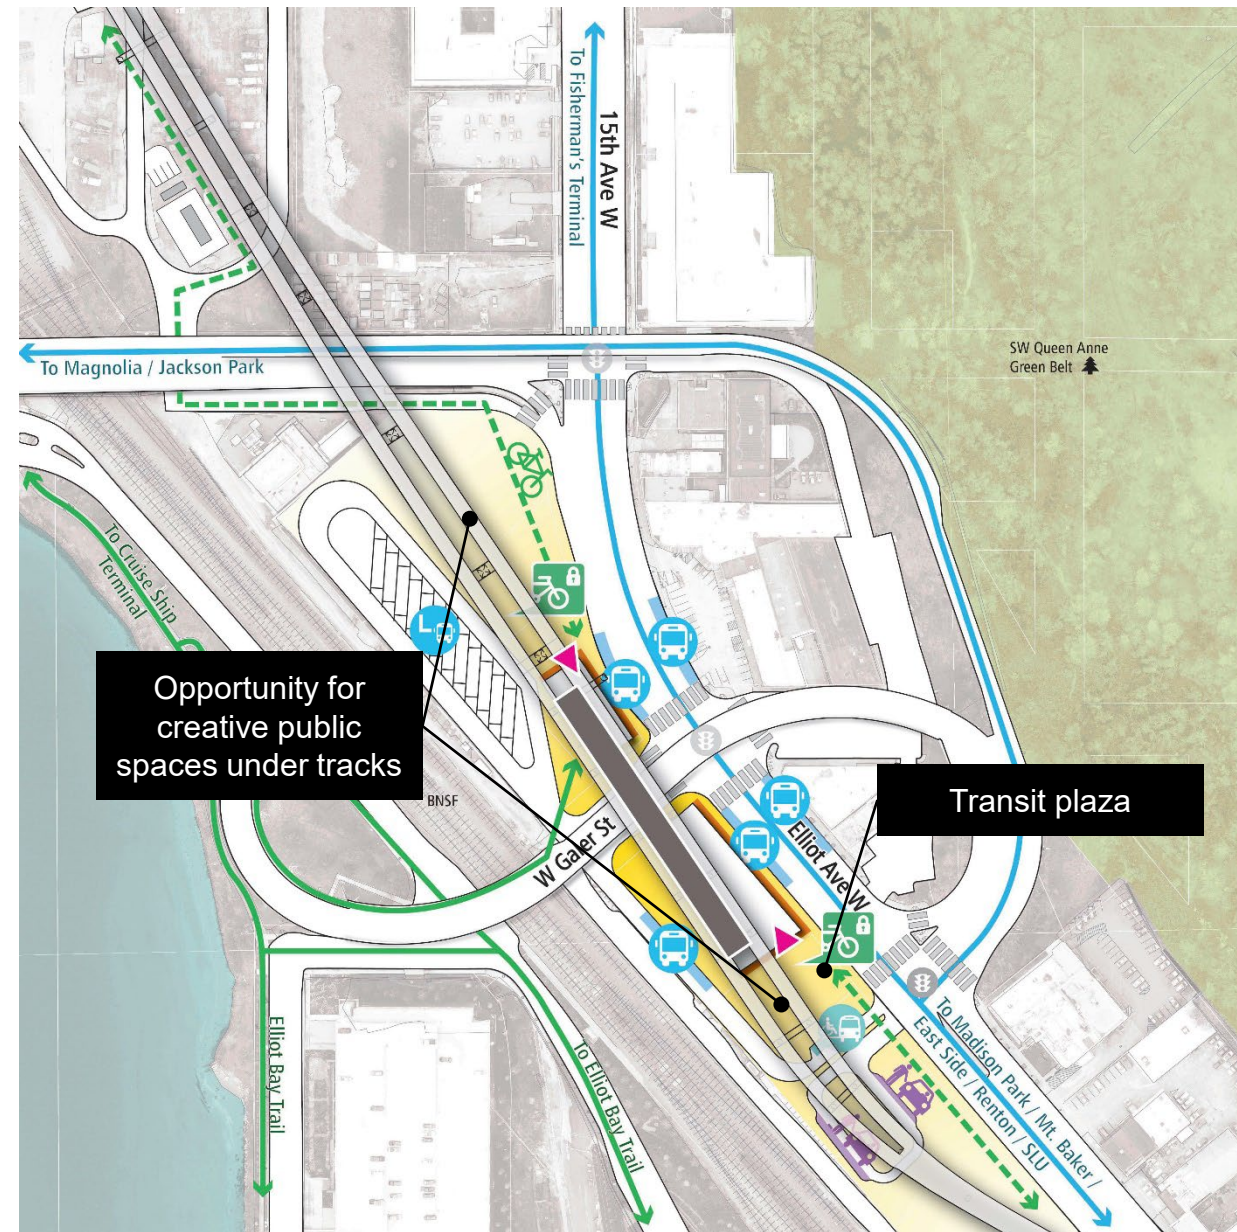 15th Ave W
To Fisherman's Terminal
To Magnolia / Jackson Park
SW Queen Anne
Green Belt
To Cruise Ship
Terminal
L
Opportunity for
creative public
spaces under tracks
BNSF
W Galer St
Transit plaza
Elliot Ave W
To Madison Park / Mt. Baker /
East Side / Renton / SLU
Elliot Bay Trail
To Elliot Bay Trail